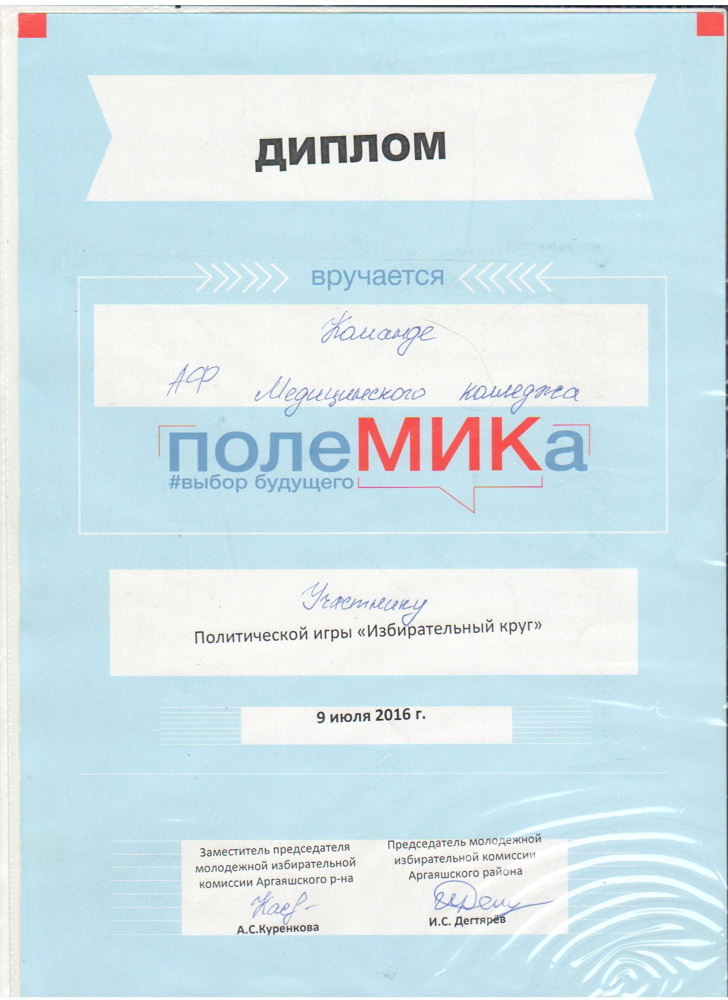 ДИПЛОМ
вручается
Команде
АФ Медицинского колледжа
полеМИКа
#выбор будущего
Участнику
Политической игры «Избирательный круг»
9 июля 2016 г.
Заместитель председателя
молодежной избирательной
комиссии Аргаяшского р-на
А.С.Куренкова
Председатель молодежной
избирательной комиссии
Аргаяшского района
И.С. Дегтярёв